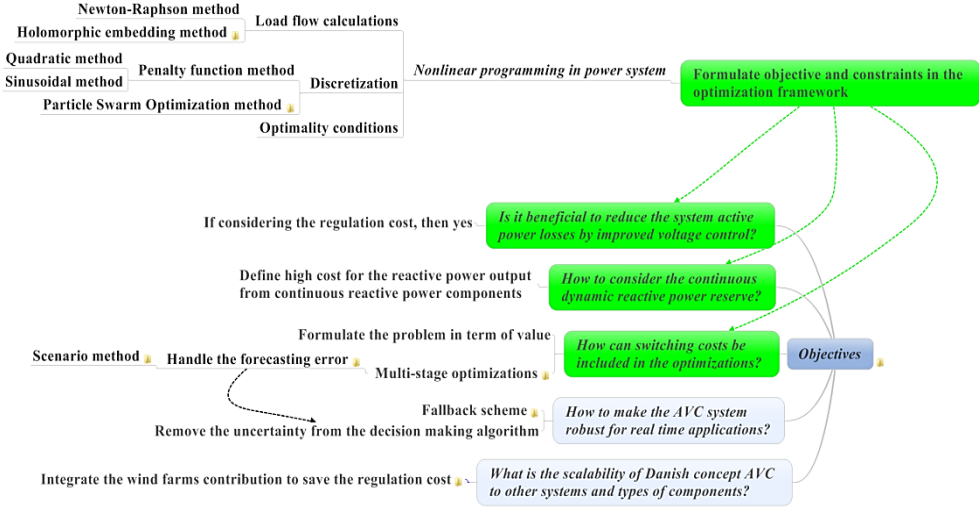 Newton-Raphson method
Holomorphic embedding method
Load flow calculations
Quadratic method
Sinusoidal method
Penalty function method
Particle Swarm Optimization method
Discretization
Optimality conditions
Nonlinear programming in power system
Formulate objective and constraints in the
optimization framework
If considering the regulation cost, then yes
Is it beneficial to reduce the system active
power losses by improved voltage control?
Define high cost for the reactive power output
from continuous reactive power components
How to consider the continuous
dynamic reactive power reserve?
Formulate the problem in term of value
Scenario method
Handle the forecasting error
Multi-stage optimizations
How can switching costs be
included in the optimizations?
Objectives
Fallback scheme
Remove the uncertainty from the decision making algorithm
How to make the AVC system
robust for real time applications?
Integrate the wind farms contribution to save the regulation cost
What is the scalability of Danish concept AVC
to other systems and types of components?